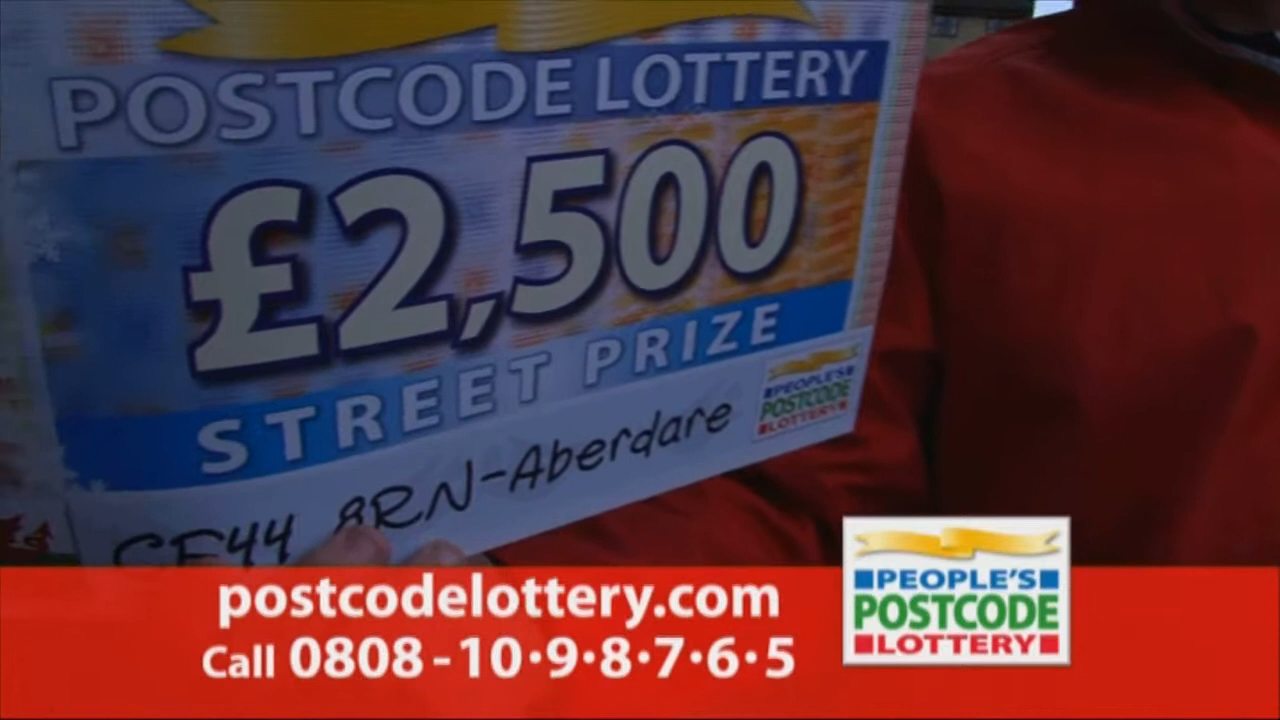 POSTCODE LOTTERY
£2,500
STREET PRIZE
PEOPLE'S
POSTCODE
LOTTERY
CF44 8RN-Aberdare
postcodelottery.com
Call 0808-10•9•8•7•6•5
PEOPLE'S
POSTCODE
LOTTERY